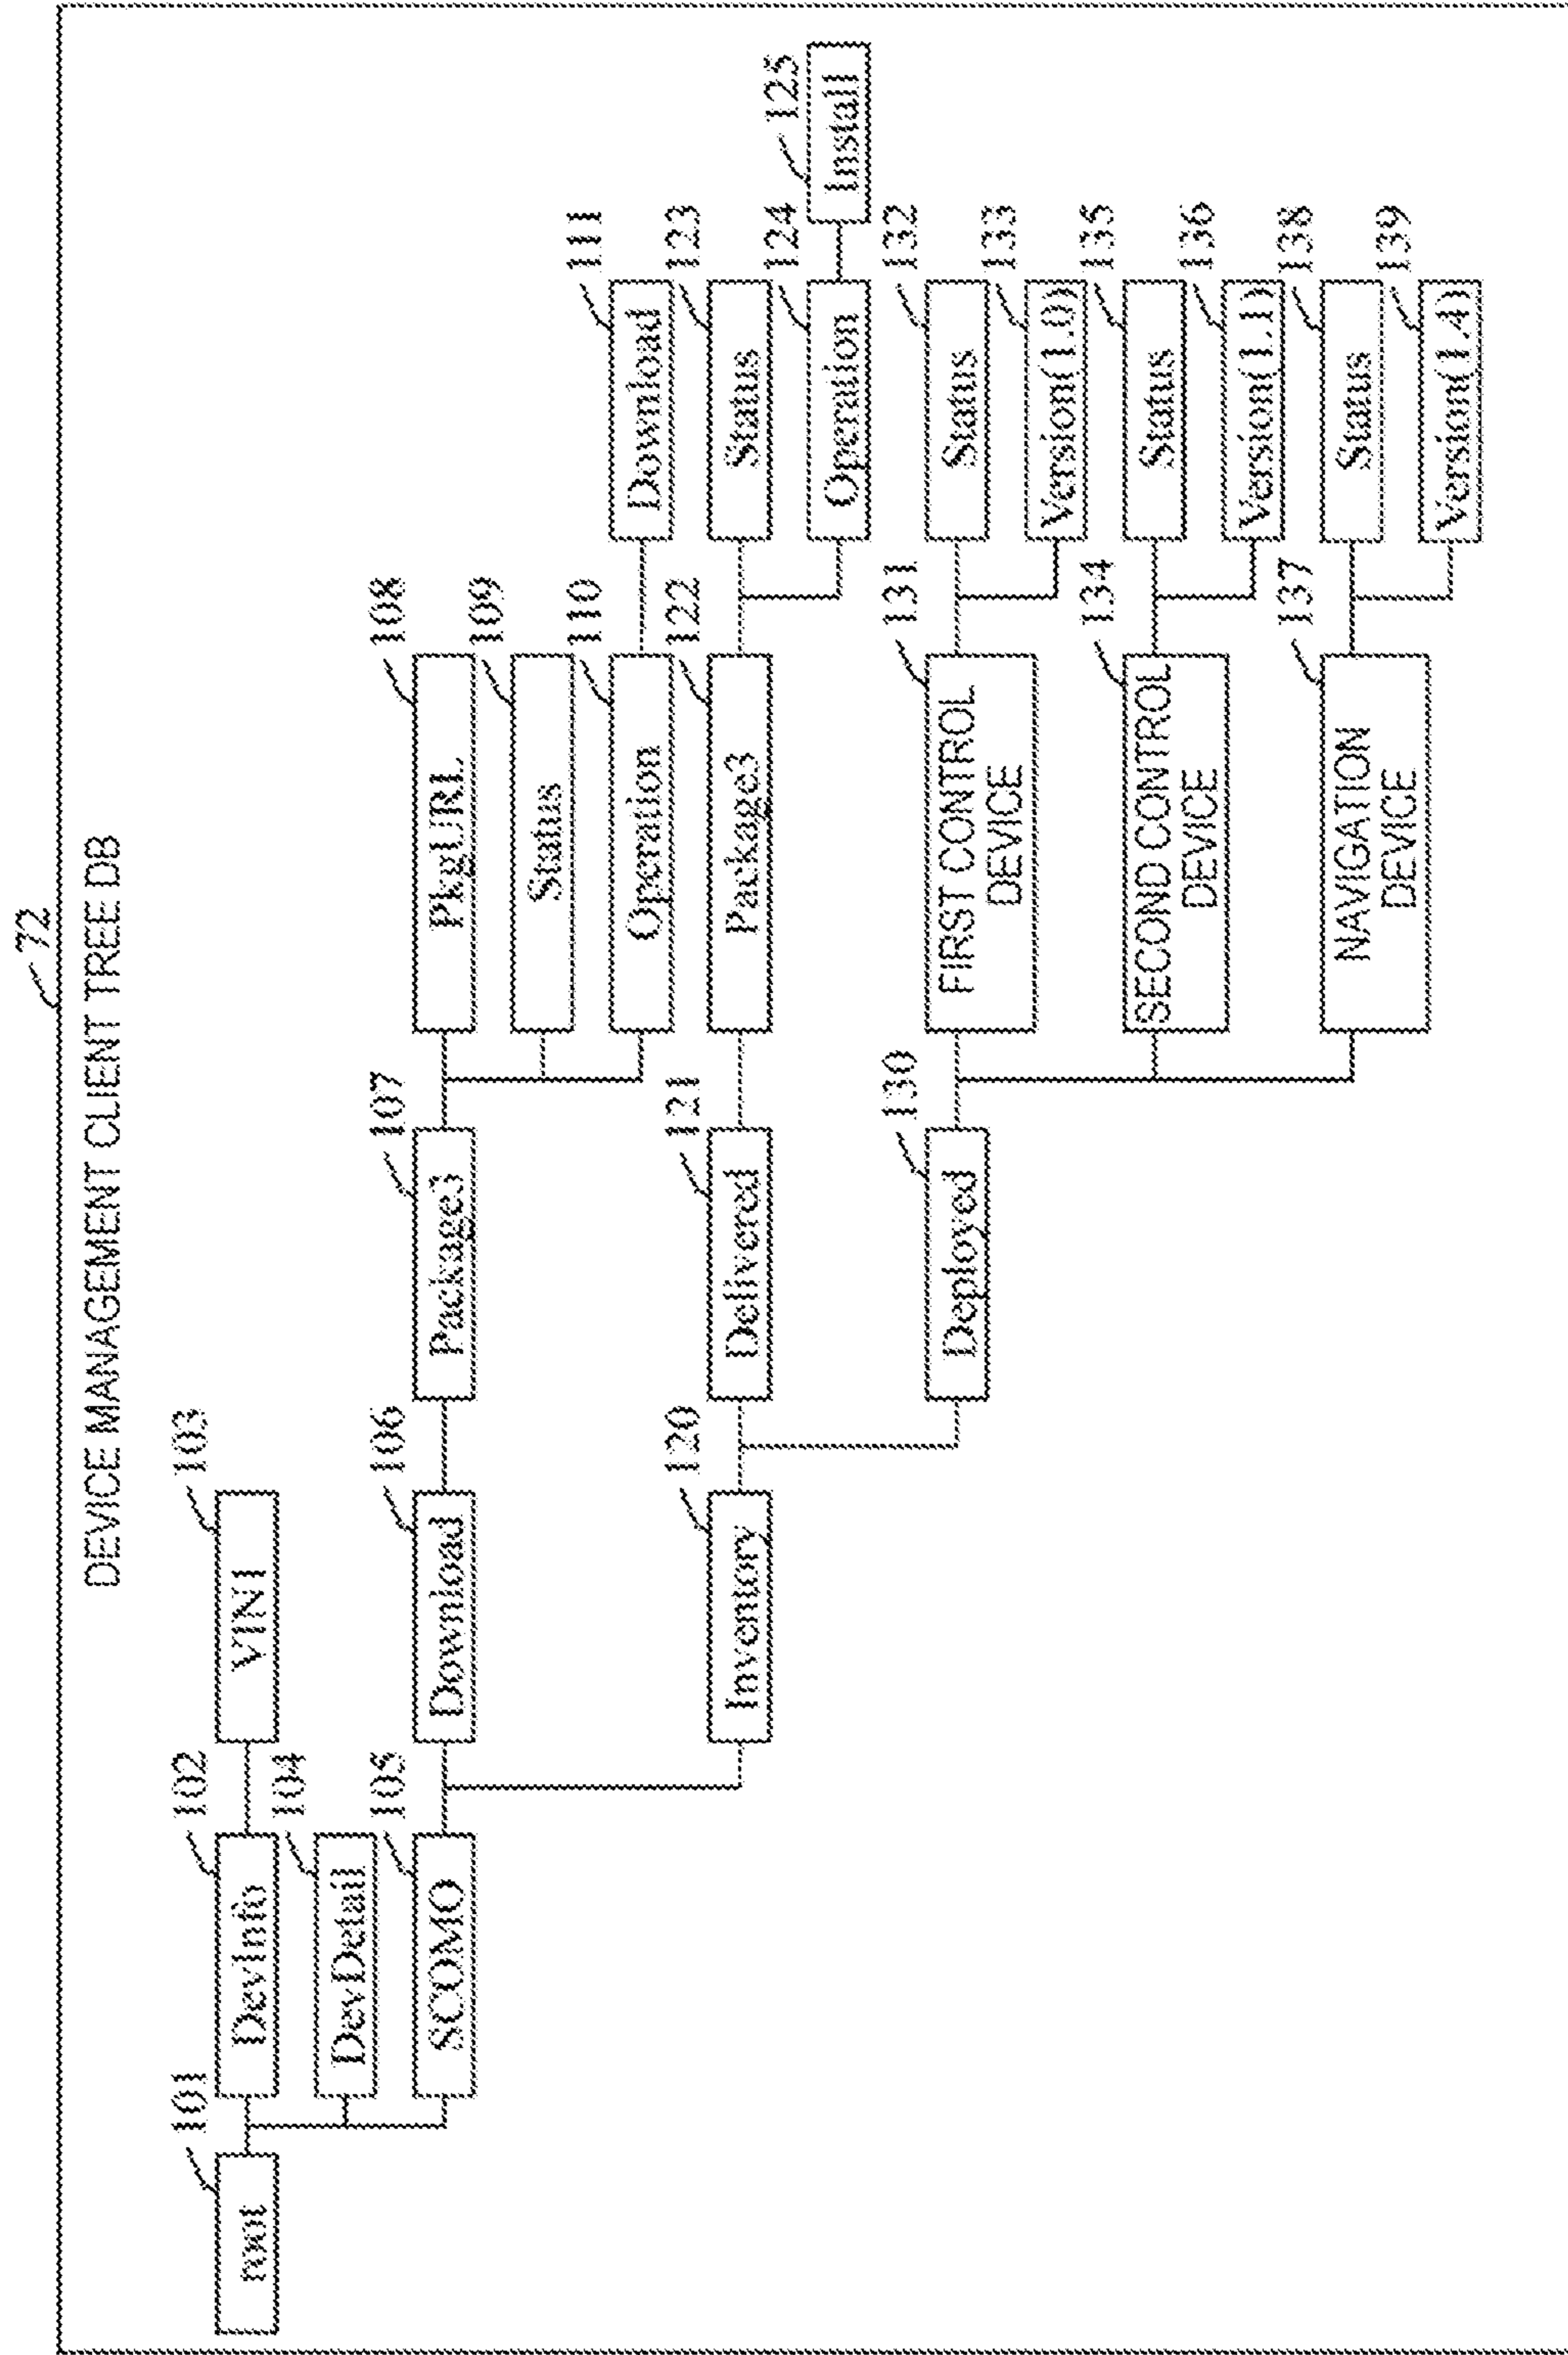 72
DEVICE MANAGEMENT CLIENT TREE DB
101
root
102
DevInfo
103
VIN1
104
DevDetail
105
SCOMO
106
Download
107
Package3
108
PkgURL
109
Status
110
Operation
111
Download
120
Inventory
121
Delivered
122
Package3
123
Status
124
Operation
125
Install
130
Deployed
131
FIRST CONTROL
DEVICE
132
Status
133
Version(1.0)
134
SECOND CONTROL
DEVICE
135
Status
136
Version(1.1)
137
NAVIGATION
DEVICE
138
Status
139
Version(1.4)